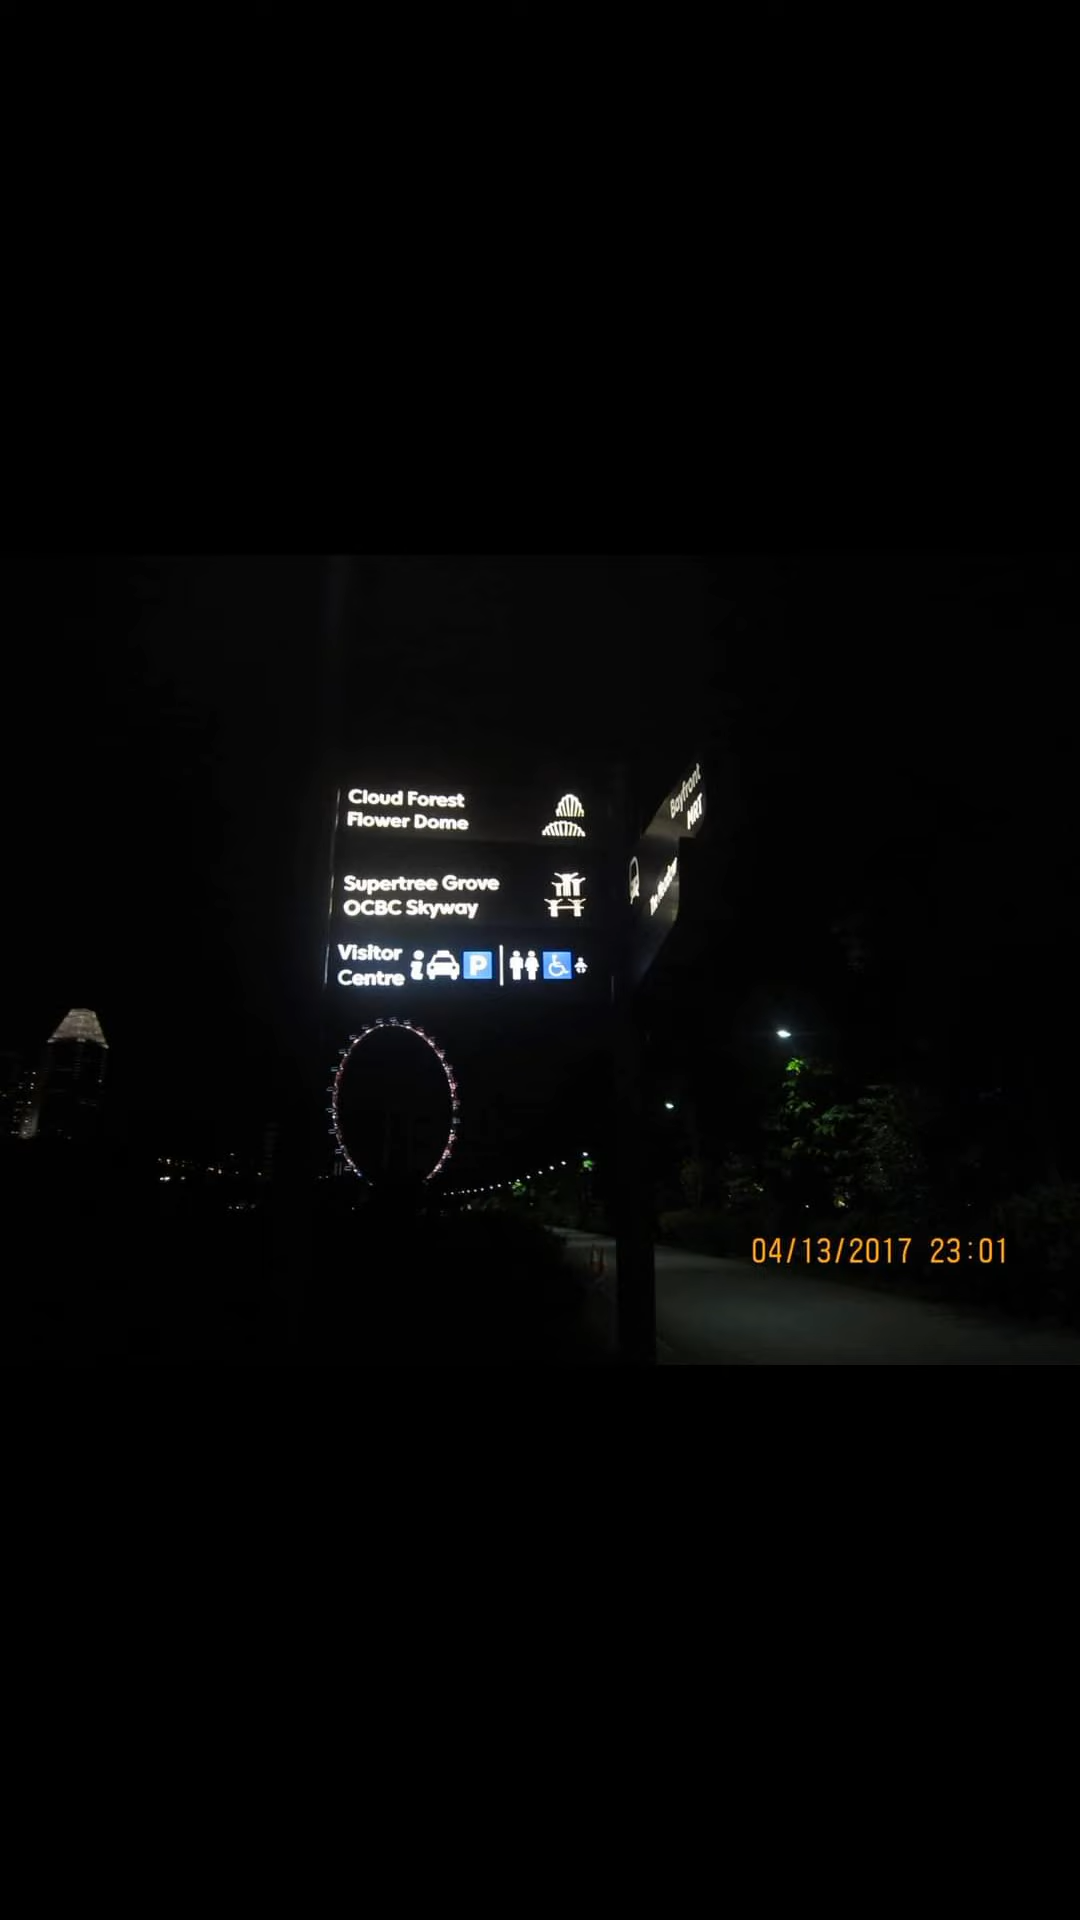 Cloud Forest
Flower Dome
Supertree Grove
OCBC Skyway
Visitor
Centre
P
Bayfront
MRT
04/13/2017 23:01